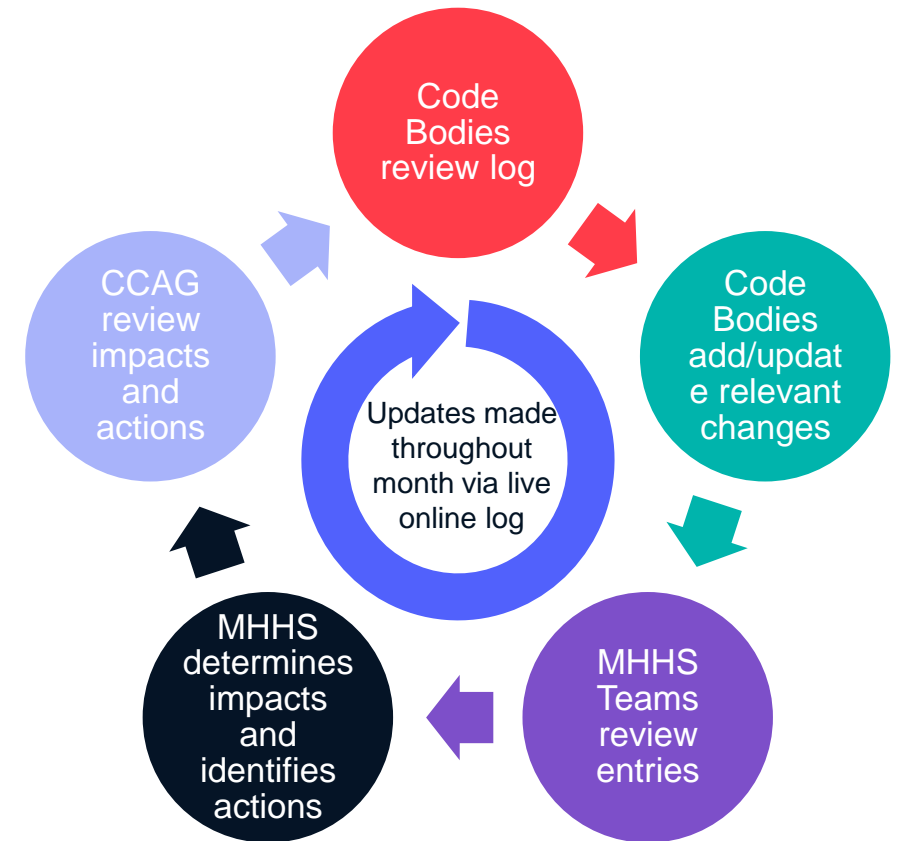 Code
Bodies
review log
Code
Bodies
add/updat
e relevant
changes
MHHS
Teams
review
entries
MHHS
determines
impacts
and
identifies
actions
CCAG
review
impacts
and
actions
Updates made
throughout
month via live
online log